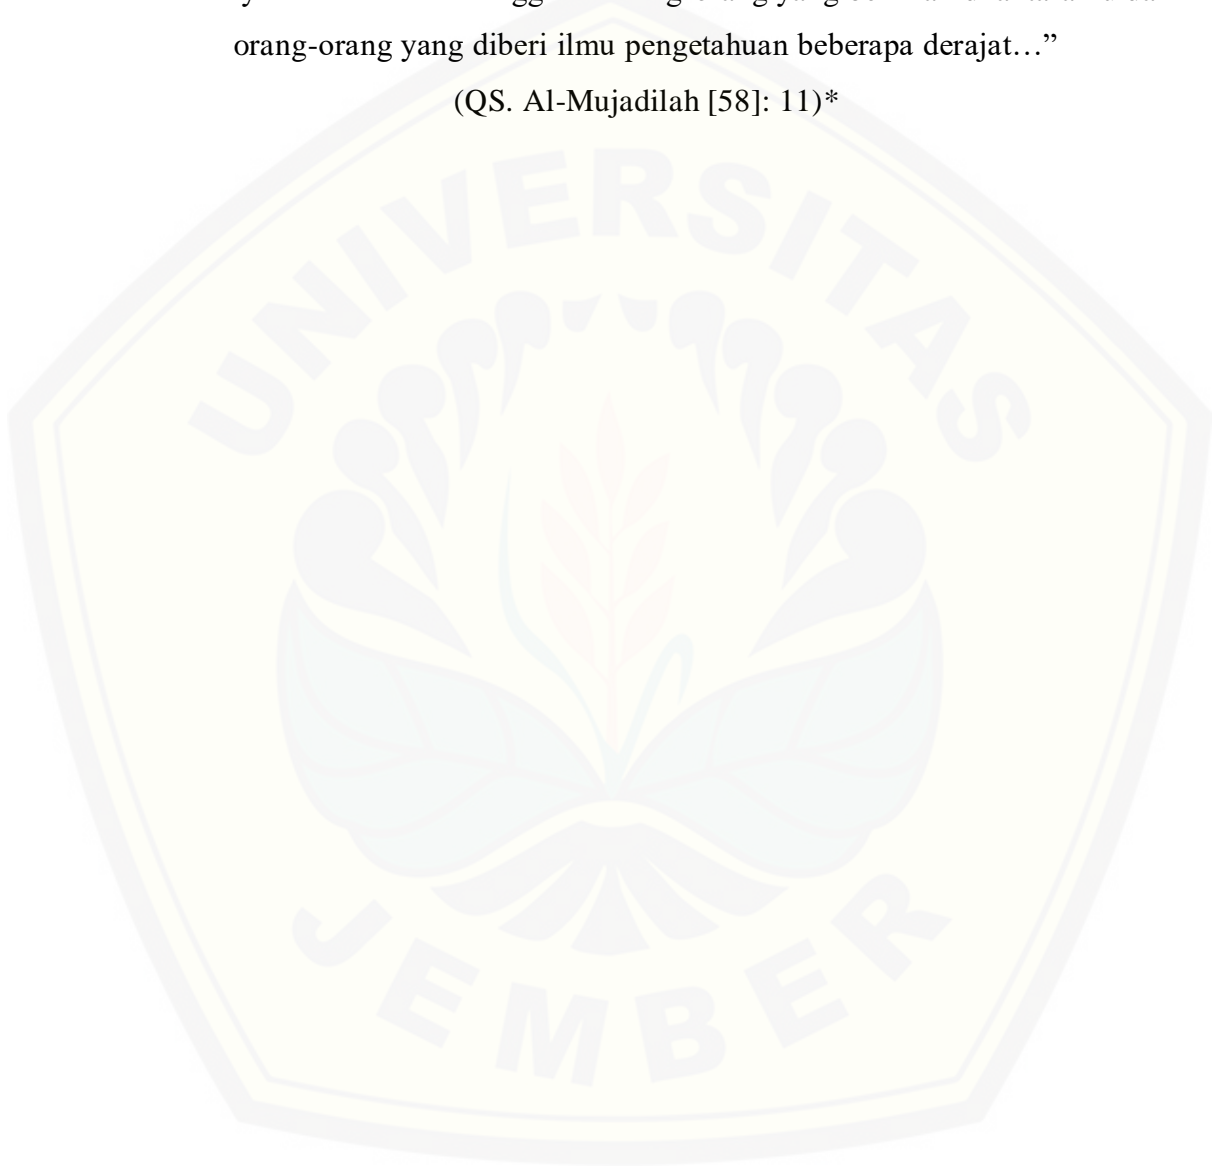 orang-orang yang diberi ilmu pengetahuan beberapa derajat…”
(QS. Al-Mujadilah [58]: 11)*
UNIVERSITAS
JEMBER